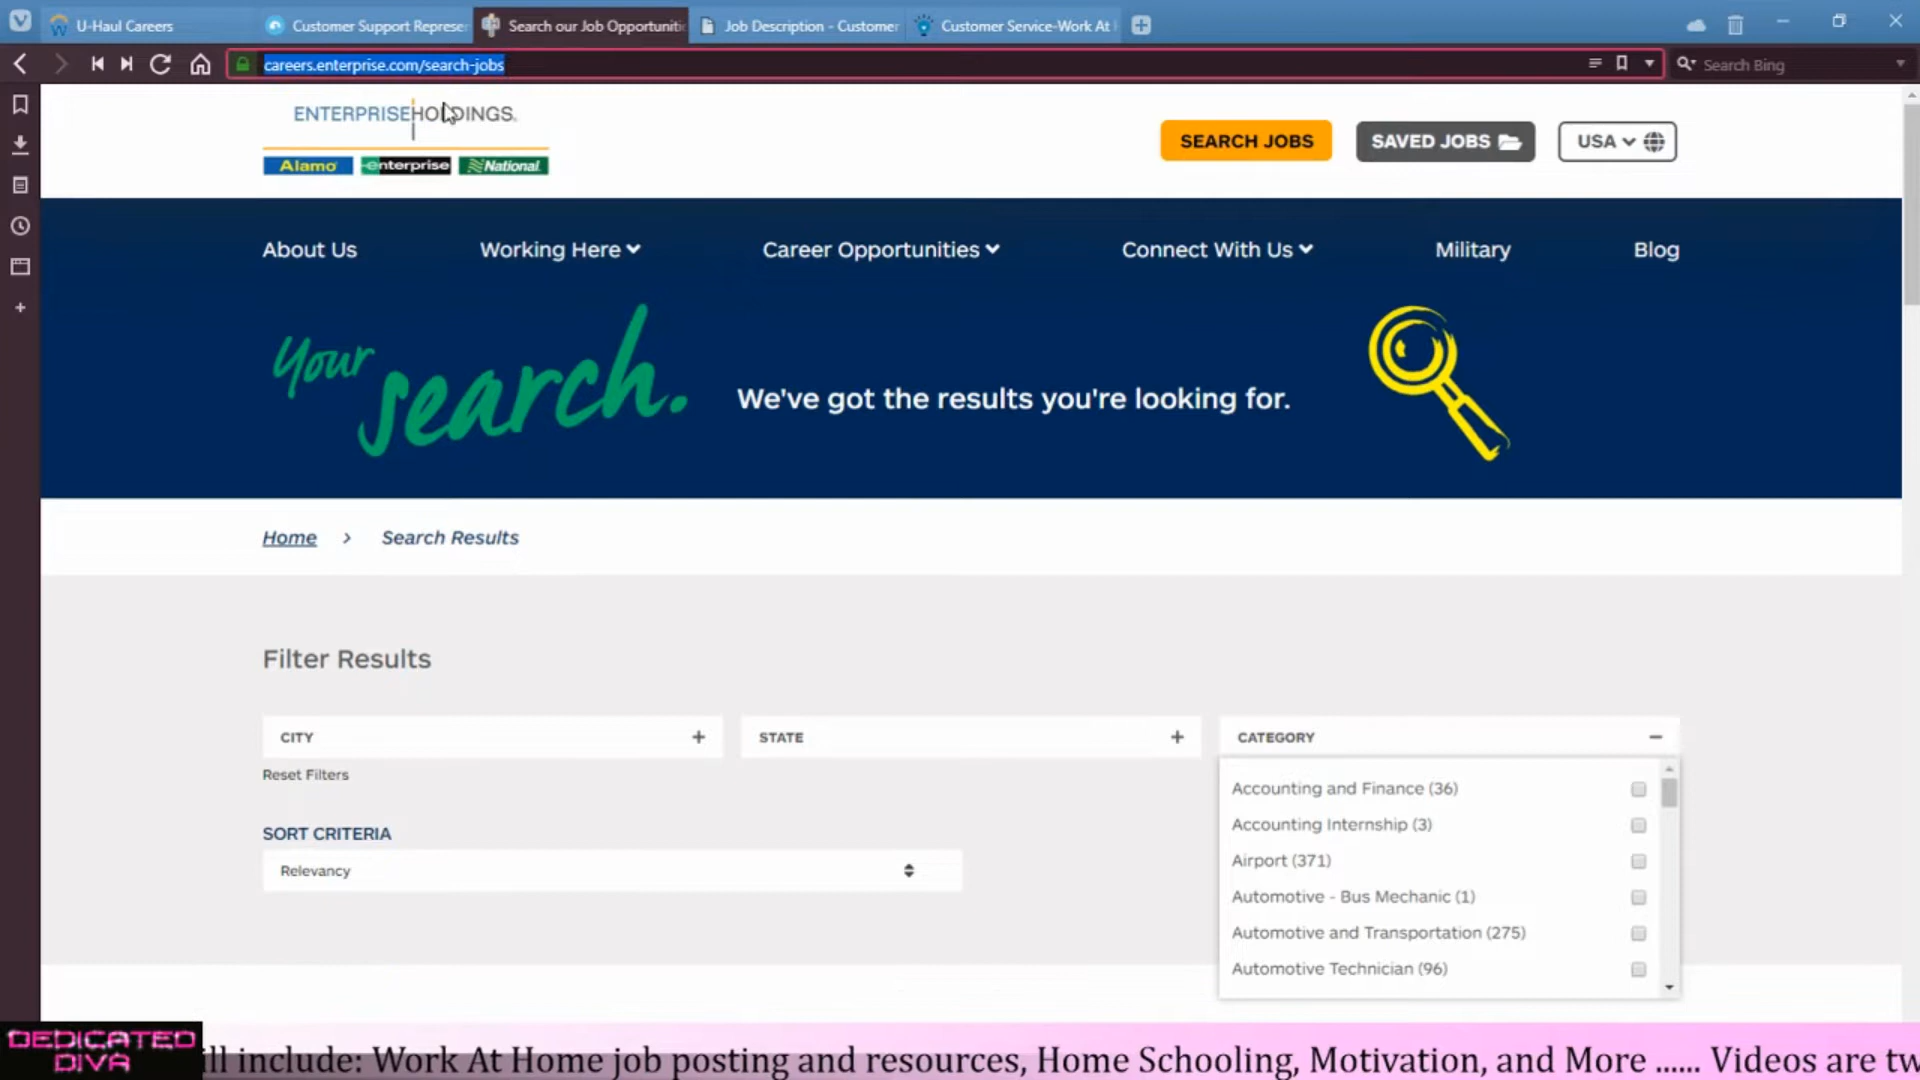 U-Haul Careers
Customer Support Represe
Search our Job Opportuniti
Job Description - Custome
Customer Service-Work At
careers.enterprise.com/search-jobs
Search Bing
ENTERPRISE HOLDINGS.
Alamo enterprise National
SEARCH JOBS
SAVED JOBS
USA
About Us
Working Here
Career Opportunities
Connect With Us
Military
Blog
Your search.
We've got the results you're looking for.
Home > Search Results
Filter Results
CITY
STATE
CATEGORY
Reset Filters
Accounting and Finance (36)
Accounting Internship (3)
Airport (371)
Automotive - Bus Mechanic (1)
Automotive and Transportation (275)
Automotive Technician (96)
SORT CRITERIA
Relevancy
DEDICATED DIVA
ill include: Work At Home job posting and resources, Home Schooling, Motivation, and More ...... Videos are tw